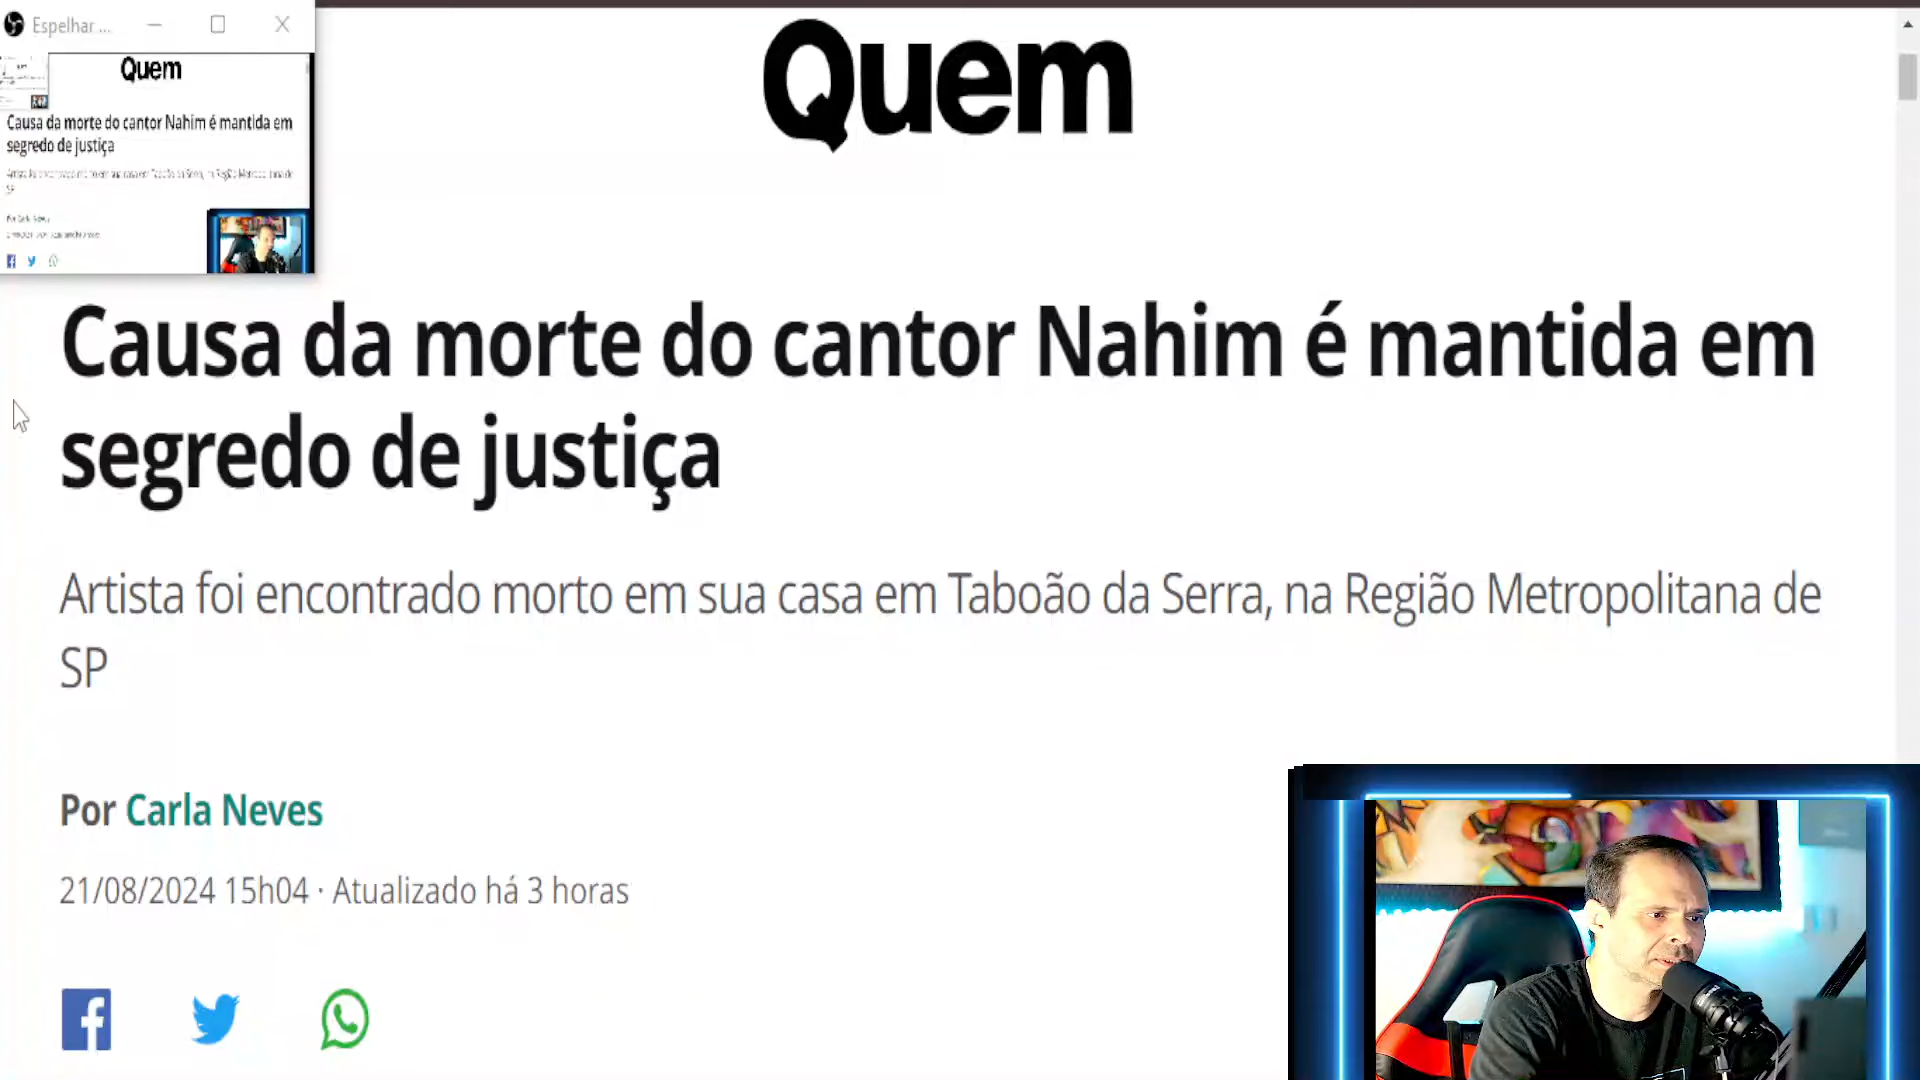 Espelhar ...
Quem
Causa da morte do cantor Nahim é mantida em
segredo de justiça
Quem
Causa da morte do cantor Nahim é mantida em
segredo de justiça
Artista foi encontrado morto em sua casa em Taboão da Serra, na Região Metropolitana de
SP
Por Carla Neves
21/08/2024 15h04 · Atualizado há 3 horas